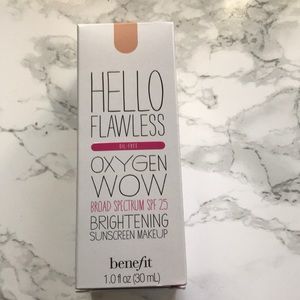 HELLO
FLAWLESS
OIL-FREE
OXYGEN
WOW
BROAD SPECTRUM SPF 25
BRIGHTENING
SUNSCREEN MAKEUP
benefit
1.0 fl oz (30 mL)